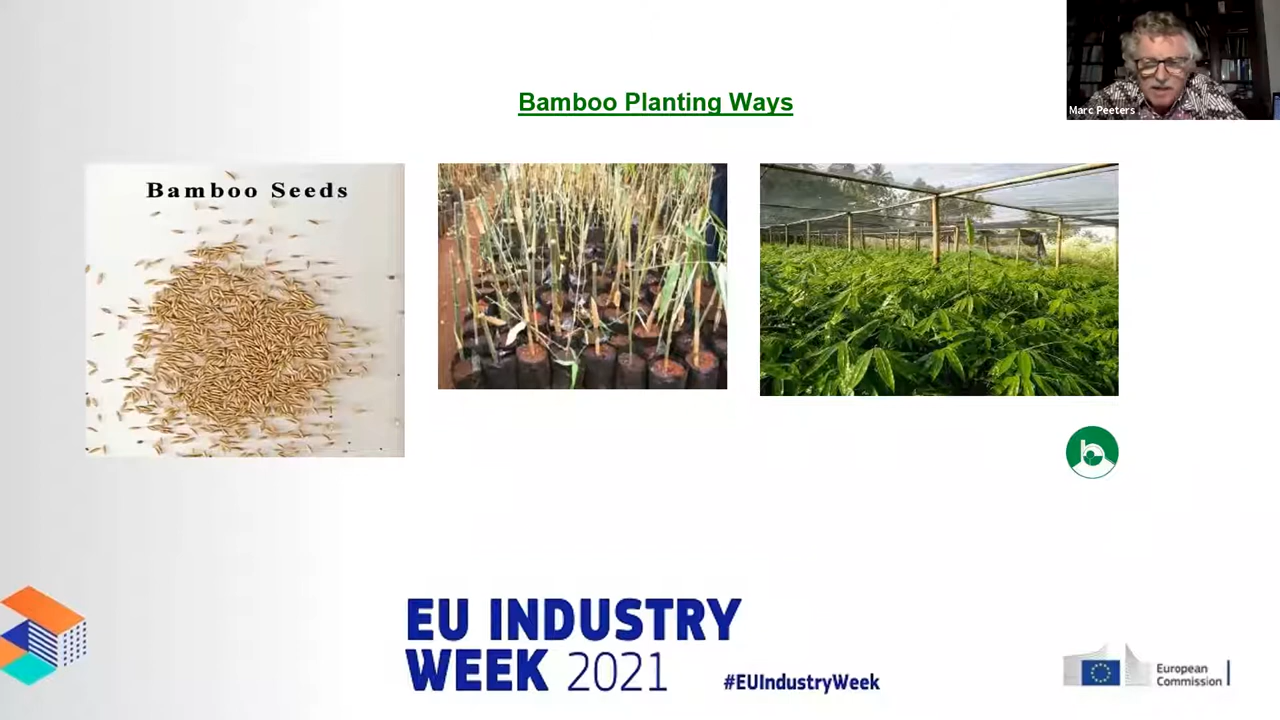 Bamboo Planting Ways
Marc Peeters
Bamboo Seeds
EU INDUSTRY
WEEK 2021
#EUIndustryWeek
European
Commission